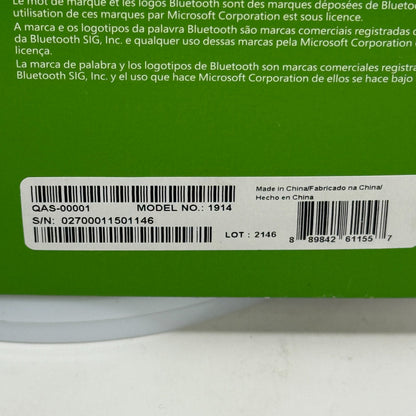 Le mot de marque et les logos Bluetooth sont des marques déposées de
utilisation de ces marques par Microsoft Corporation est sous licence.
A marca e os logotipos da palavra Bluetooth são marcas comerciais registradas
da Bluetooth SIG, Inc. e qualquer uso dessas marcas pela Microsoft
licença.
La marca de palabra y los logotipos de Bluetooth son marcas comerciales
Bluetooth SIG, Inc. y el uso que hace Microsoft Corporation de ellos se hace bajo
QAS-00001 MODEL NO.: 1914
S/N: 02700011501146
LOT : 2146
Made in China/Fabricado na China/
Hecho en China
8 89842 61155 7